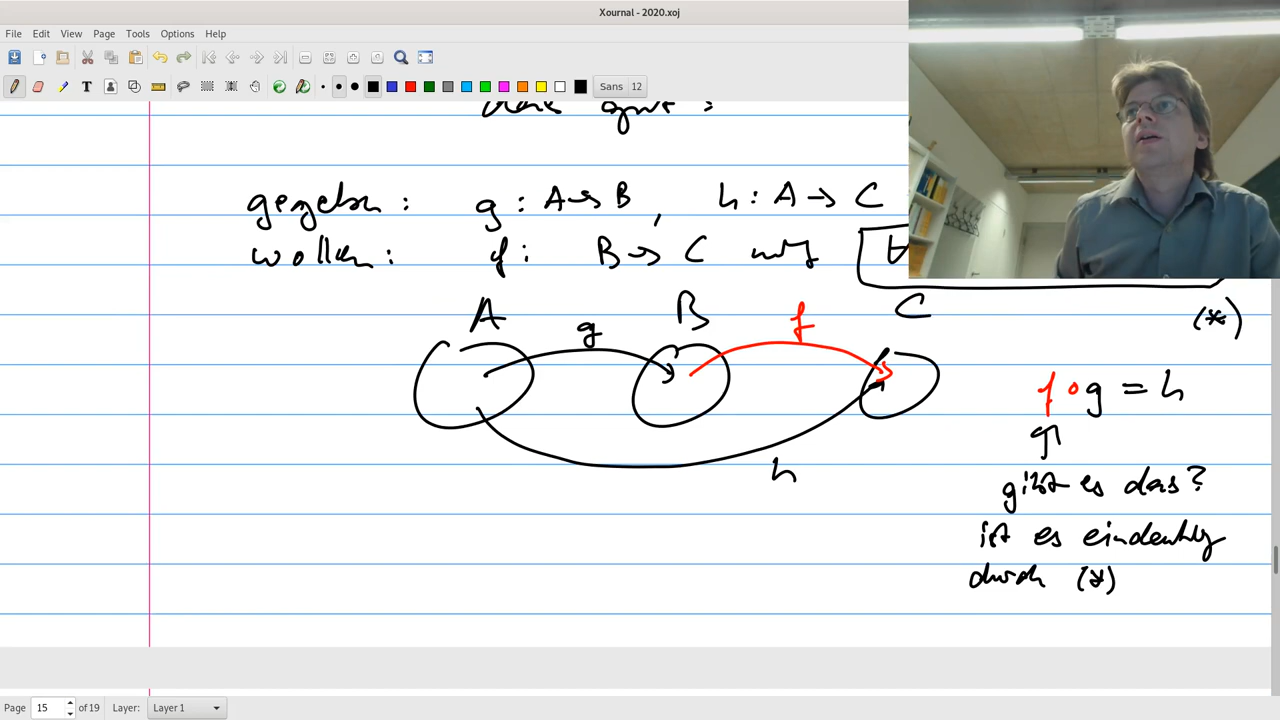 Xournal - 2020.xoj
File Edit View Page Tools Options Help
Sans 12
gegeben : g : A → B , h : A → C
wollen : f : B → C mit ∀
(*)
A B C
g f
h
f ∘ g = h
gibt es das?
ist es eindeutig
durch (*)
Page 15 of 19 Layer: Layer 1